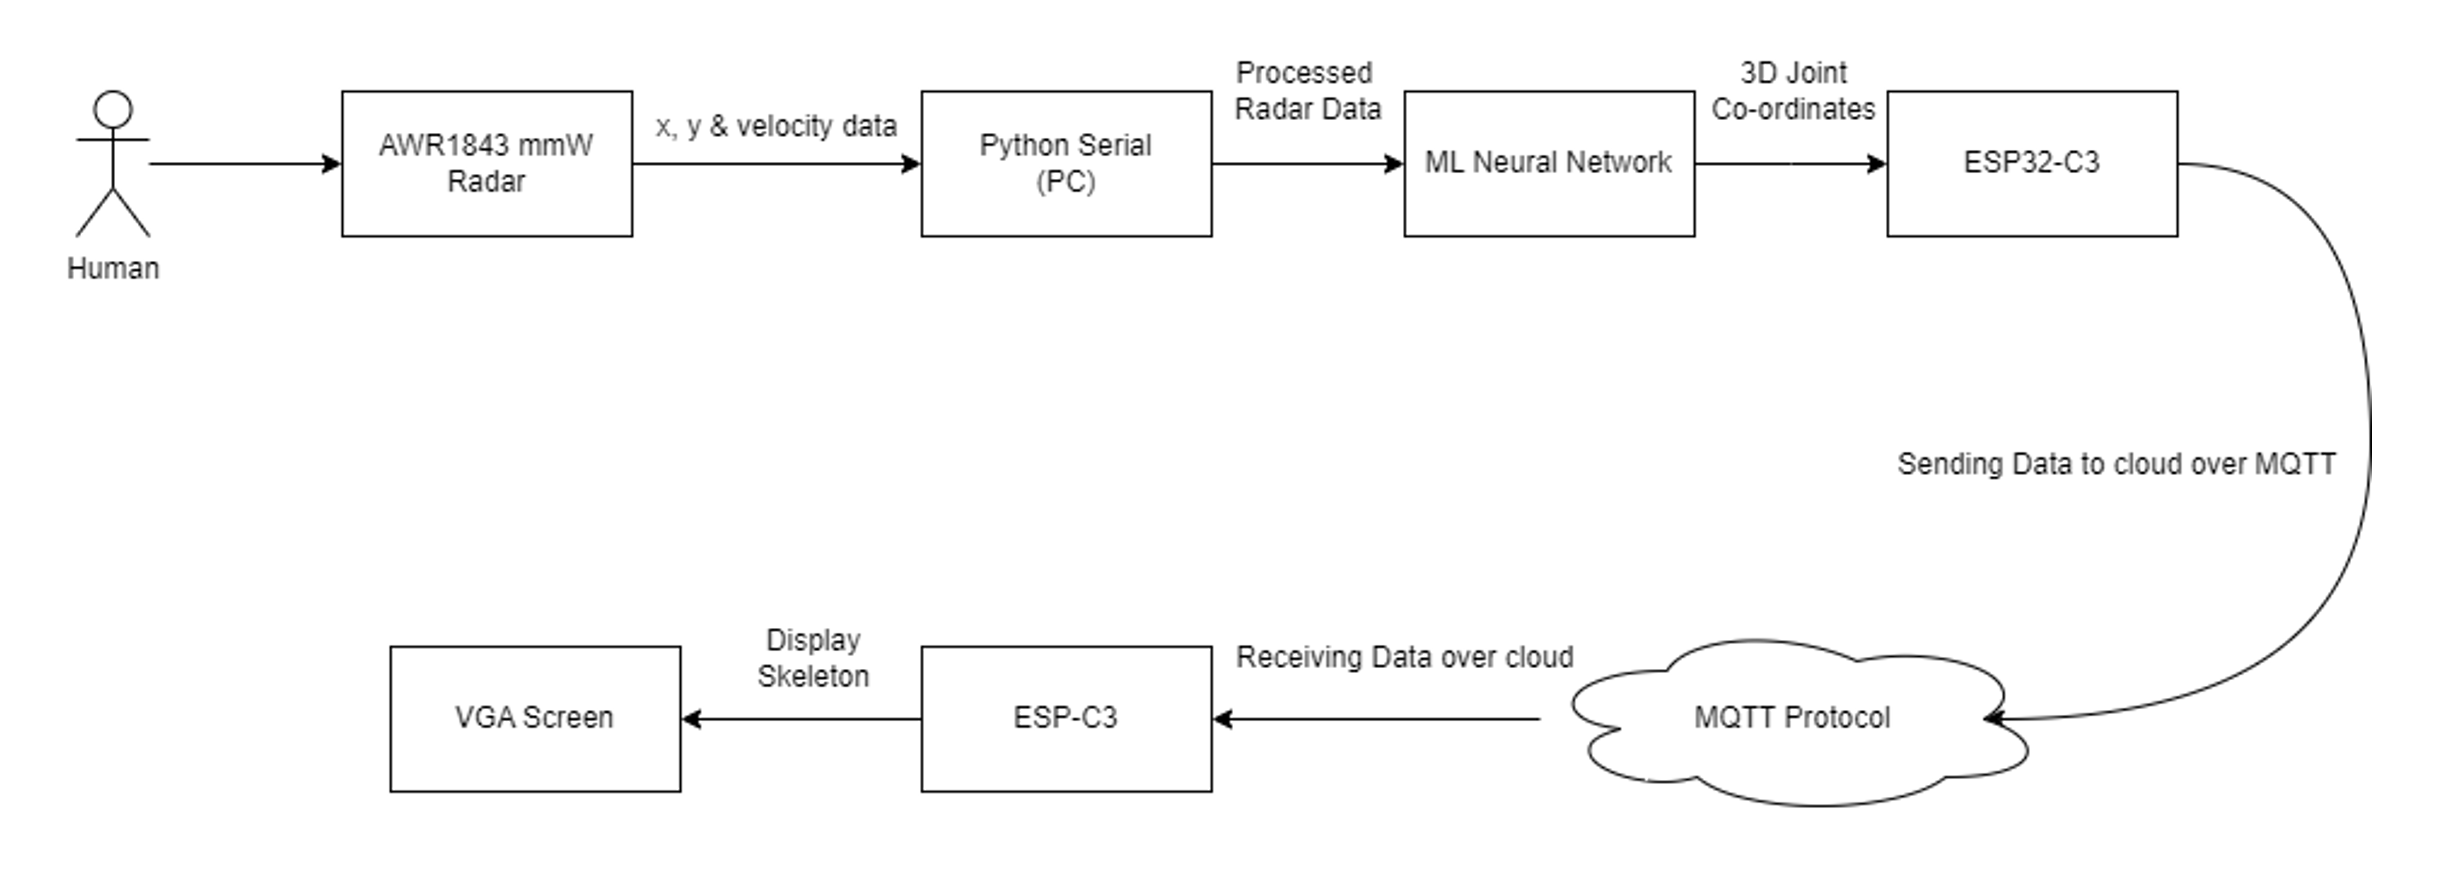 Human
AWR1843 mmW
Radar
x, y & velocity data
Python Serial
(PC)
Processed
Radar Data
ML Neural Network
3D Joint
Co-ordinates
ESP32-C3
Sending Data to cloud over MQTT
MQTT Protocol
Receiving Data over cloud
ESP-C3
Display
Skeleton
VGA Screen